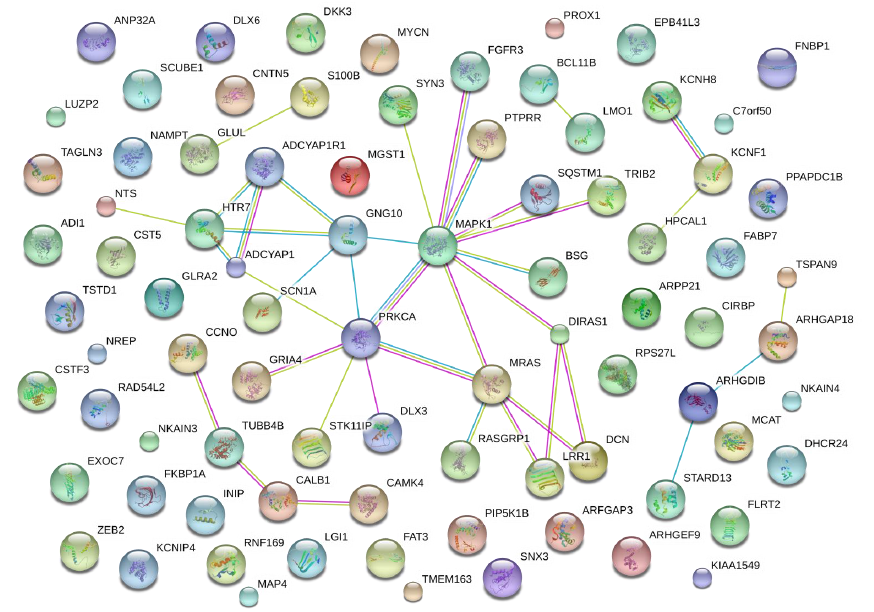 ANP32A
DLX6
DKK3
MYCN
PROX1
EPB41L3
FNBP1
SCUBE1
CNTN5
S100B
SYN3
FGFR3
BCL11B
KCNH8
LUZP2
C7orf50
TAGLN3
NAMPT
GLUL
ADCYAP1R1
MGST1
PTPRR
LMO1
KCNF1
NTS
HTR7
GNG10
MAPK1
SQSTM1
TRIB2
HPCAL1
PPAPDC1B
ADI1
CST5
ADCYAP1
BSG
FABP7
TSTD1
GLRA2
SCN1A
PRKCA
DIRAS1
ARPP21
CIRBP
TSPAN9
ARHGAP18
NREP
CCNO
GRIA4
MRAS
RPS27L
ARHGDIB
NKAIN4
CSTF3
RAD54L2
NKAIN3
TUBB4B
STK11IP
DLX3
RASGRP1
LRR1
DCN
MCAT
DHCR24
EXOC7
FKBP1A
INIP
CALB1
CAMK4
STARD13
FLRT2
ZEB2
KCNIP4
RNF169
LGI1
FAT3
PIP5K1B
ARFGAP3
ARHGEF9
MAP4
TMEM163
SNX3
KIAA1549